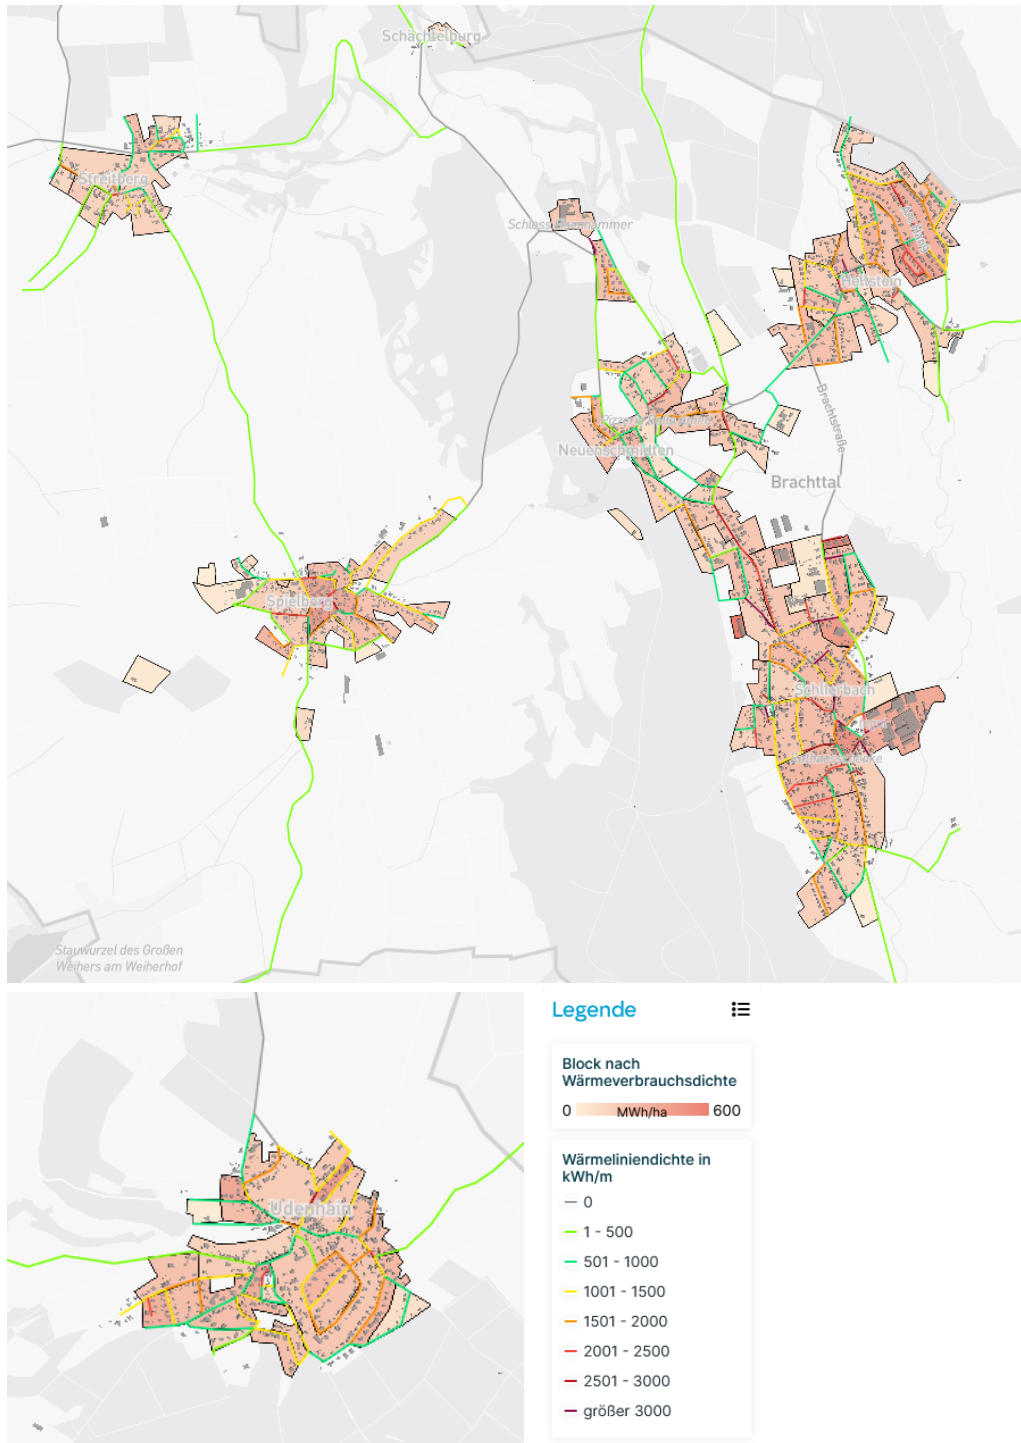 Schächtelburg
Streitberg
Hellstein
Brachtstraße
Neuenschmidten
Brachttal
Spielberg
Schlierbach
Stauwurzel des Großen
Weihers am Weiherhof
Udenhain
Legende
Block nach
Wärmeverbrauchsdichte
0 MWh/ha 600
Wärmeliniendichte in
kWh/m
0
1 - 500
501 - 1000
1001 - 1500
1501 - 2000
2001 - 2500
2501 - 3000
größer 3000